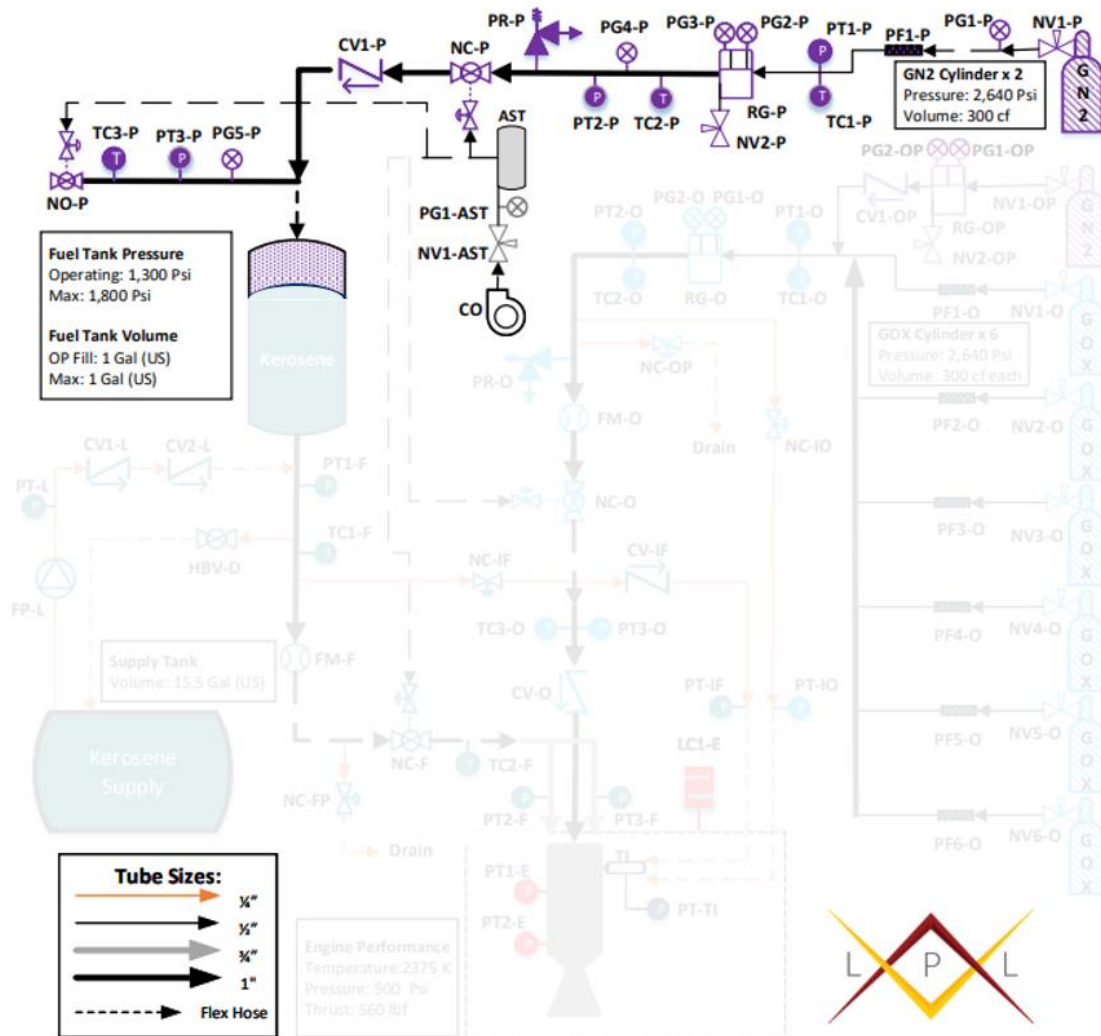 PR-P
PG4-P
PG3-P
PG2-P
PT1-P
PF1-P
PG1-P
NV1-P
CV1-P
NC-P
P
GN2 Cylinder x 2
Pressure: 2,640 Psi
Volume: 300 cf
G
N
2
TC3-P
PT3-P
PG5-P
AST
P
T
PT2-P
TC2-P
RG-P
T
TC1-P
NV2-P
T
P
NO-P
PG2-OP
PG1-OP
PG1-AST
PT2-O
PG2-O
PG1-O
PT1-O
CV1-OP
NV1-OP
G
N
2
Fuel Tank Pressure
Operating: 1,300 Psi
Max: 1,800 Psi
Fuel Tank Volume
OP Fill: 1 Gal (US)
Max: 1 Gal (US)
NV1-AST
P
T
P
T
RG-OP
NV2-OP
TC2-O
RG-O
TC1-O
PF1-O
NV1-O
CO
Kerosene
GOX Cylinder x 6
Pressure: 2,640 Psi
Volume: 300 cf each
G
O
X
PR-O
NC-OP
FM-O
PF2-O
NV2-O
G
O
X
Drain
NC-IO
CV1-L
CV2-L
PT1-F
PT-L
P
P
NC-O
PF3-O
NV3-O
G
O
X
TC1-F
T
HBV-D
NC-IF
CV-IF
FP-L
PF4-O
NV4-O
G
O
X
TC3-O
T
P
PT3-O
FM-F
Supply Tank
Volume: 15.5 Gal (US)
CV-O
PT-IF
PT-IO
P
P
PF5-O
NV5-O
G
O
X
Kerosene
Supply
NC-F
T
TC2-F
LC1-E
NC-FP
P
P
PT2-F
PT3-F
PF6-O
NV6-O
G
O
X
Drain
Tube Sizes:
¼"
½"
¾"
1"
Flex Hose
PT1-E
P
TI
P
PT-TI
PT2-E
P
Engine Performance
Temperature:2375 K
Pressure: 500 Psi
Thrust: 560 lbf
L P L